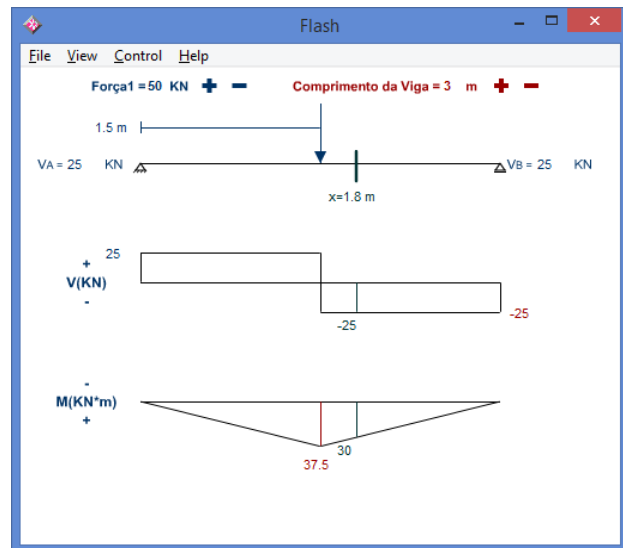 Flash
File View Control Help
Força1 = 50 KN + − Comprimento da Viga = 3 m + −
1.5 m
VA = 25 KN VB = 25 KN
x=1.8 m
25
+
V(KN)
-
-25
-25
-
M(KN*m)
+
30
37.5